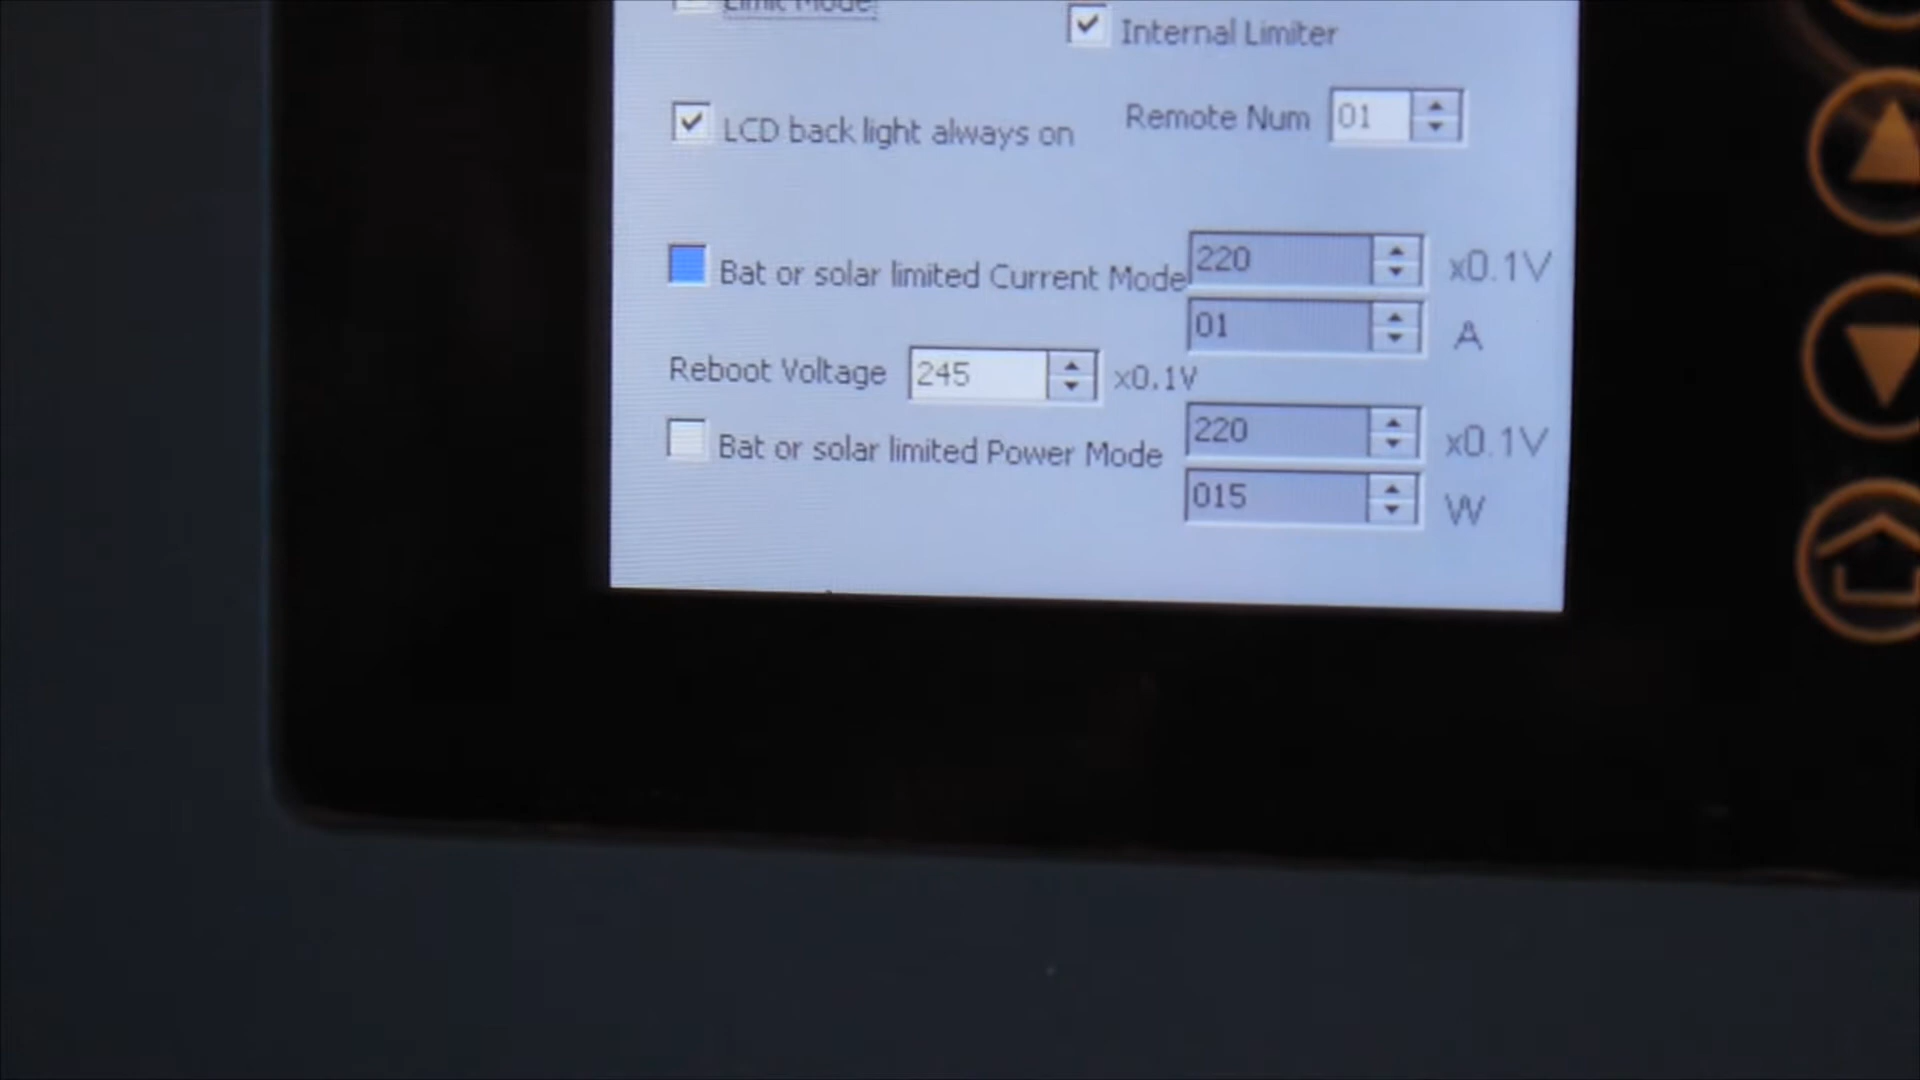 Limit Mode
Internal Limiter
LCD back light always on
Remote Num 01
Bat or solar limited Current Mode 220 x0.1V
01 A
Reboot Voltage 245 x0.1V
Bat or solar limited Power Mode 220 x0.1V
015 W